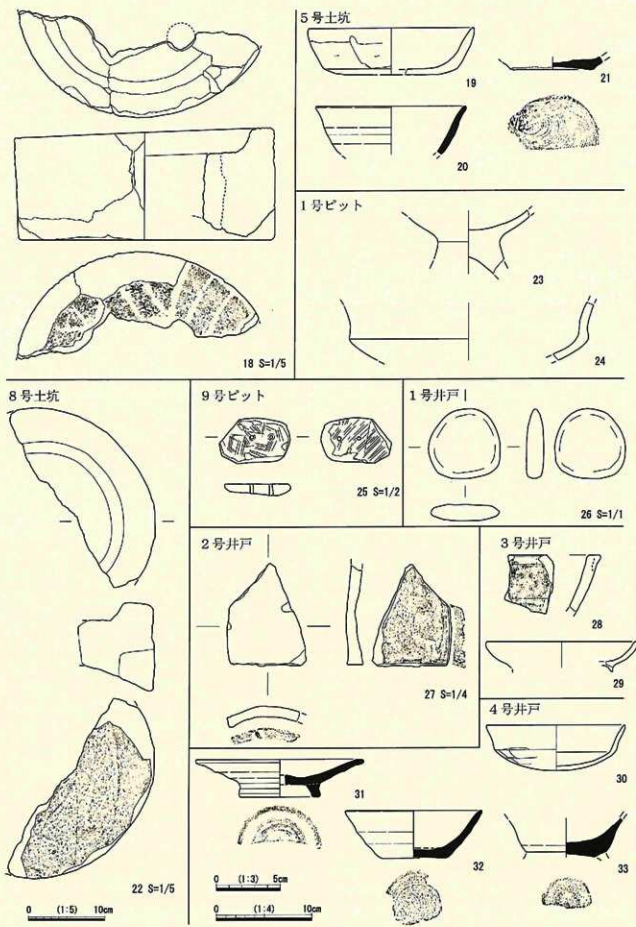 18 S=1/5
5号土坑
19
20
21
1号ピット
23
24
8号土坑
22 S=1/5
0 (1:5) 10cm
9号ピット
25 S=1/2
1号井戸
26 S=1/1
2号井戸
27 S=1/4
3号井戸
28
29
4号井戸
30
31
32
33
0 (1:3) 5cm
0 (1:4) 10cm